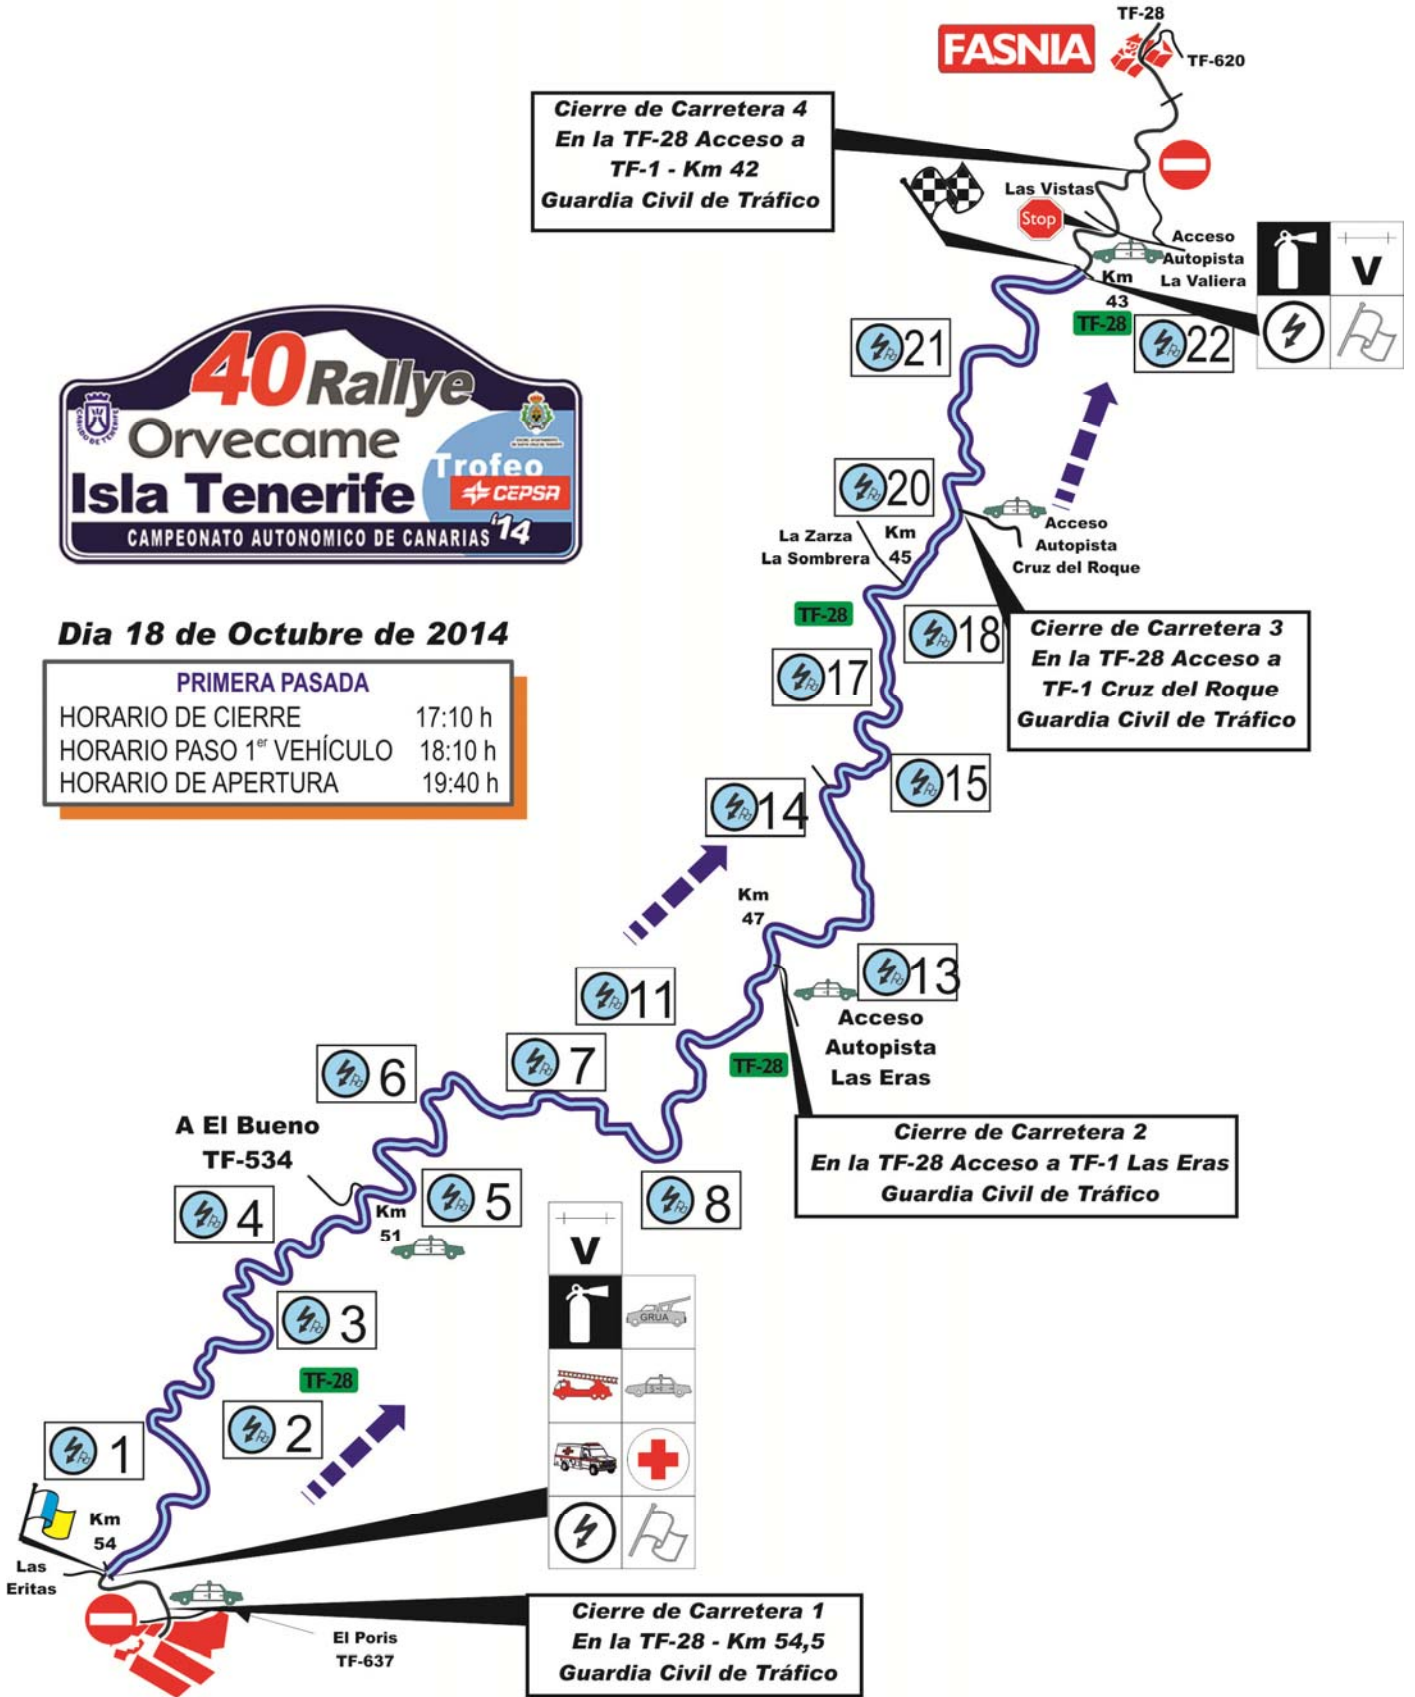 TF-28
FASNIA
TF-620
Cierre de Carretera 4
En la TF-28 Acceso a
TF-1 - Km 42
Guardia Civil de Tráfico
Las Vistas
Stop
Acceso
Autopista
La Valiera
Km
43
TF-28
V
21
22
40 Rallye
Orvecame
Isla Tenerife
Trofeo
CEPSA
CABILDO DE TENERIFE
CAMPEONATO AUTONOMICO DE CANARIAS '14
20
La Zarza
La Sombrera
Km
45
Acceso
Autopista
Cruz del Roque
TF-28
18
17
Cierre de Carretera 3
En la TF-28 Acceso a
TF-1 Cruz del Roque
Guardia Civil de Tráfico
Dia 18 de Octubre de 2014
PRIMERA PASADA
HORARIO DE CIERRE 17:10 h
HORARIO PASO 1er VEHÍCULO 18:10 h
HORARIO DE APERTURA 19:40 h
15
14
Km
47
13
11
Acceso
Autopista
Las Eras
TF-28
7
6
A El Bueno
TF-534
Cierre de Carretera 2
En la TF-28 Acceso a TF-1 Las Eras
Guardia Civil de Tráfico
5
8
4
Km
51
V
GRUA
3
TF-28
2
1
Km
54
Las
Eritas
El Poris
TF-637
Cierre de Carretera 1
En la TF-28 - Km 54,5
Guardia Civil de Tráfico